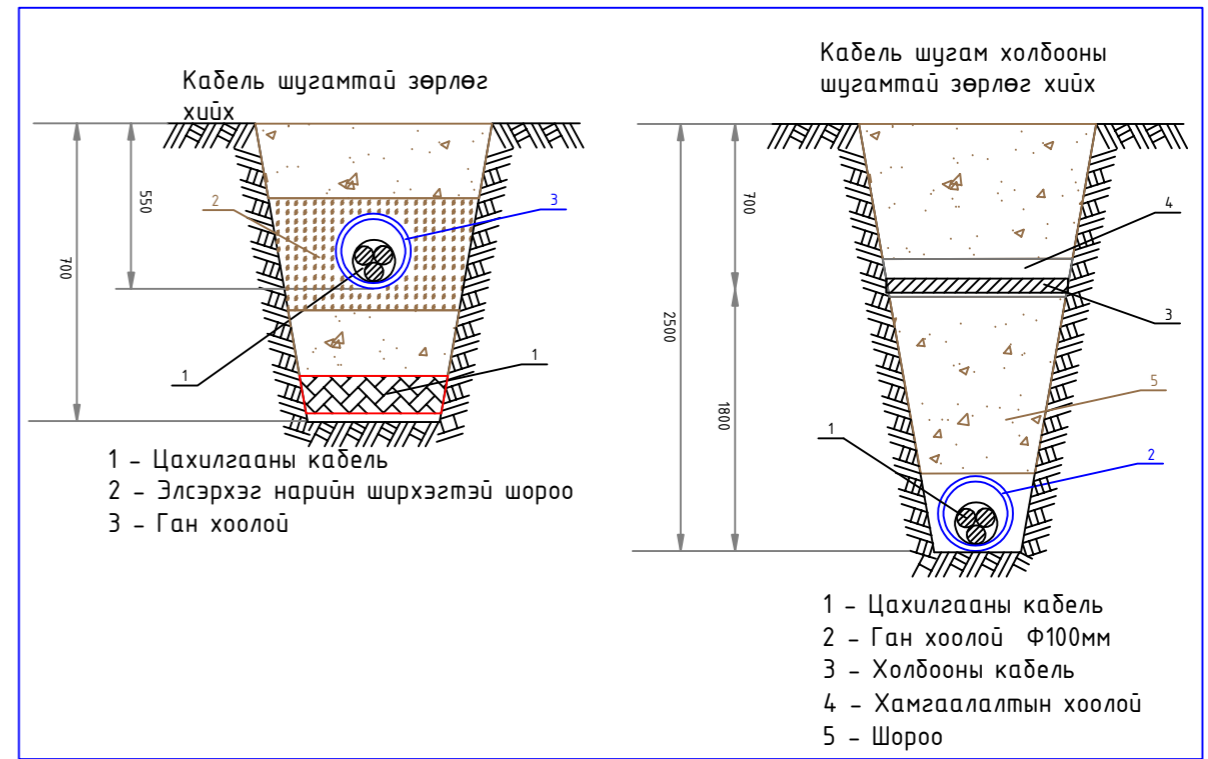 Кабель шугамтай зөрлөг
хийх
550
700
2
3
1
1
1 - Цахилгааны кабель
2 - Элсэрхэг нарийн ширхэгтэй шороо
3 - Ган хоолой
Кабель шугам холбооны
шугамтай зөрлөг хийх
700
2500
1800
4
3
5
1
2
1 - Цахилгааны кабель
2 - Ган хоолой Ф100мм
3 - Холбооны кабель
4 - Хамгаалалтын хоолой
5 - Шороо